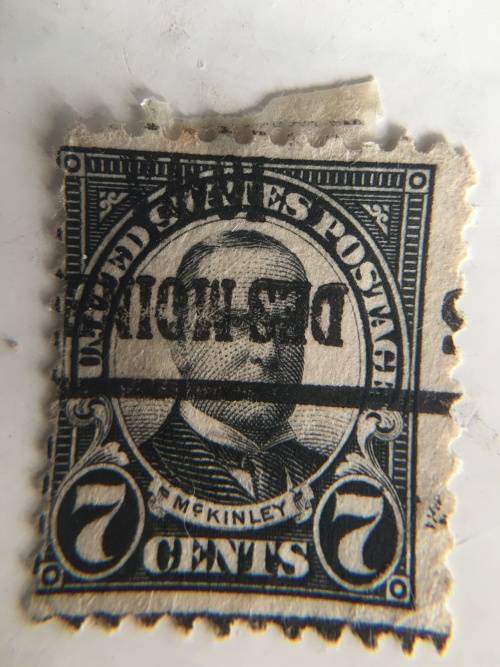 UNITED STATES POSTAGE
DES MOINES
McKINLEY
7 7
CENTS